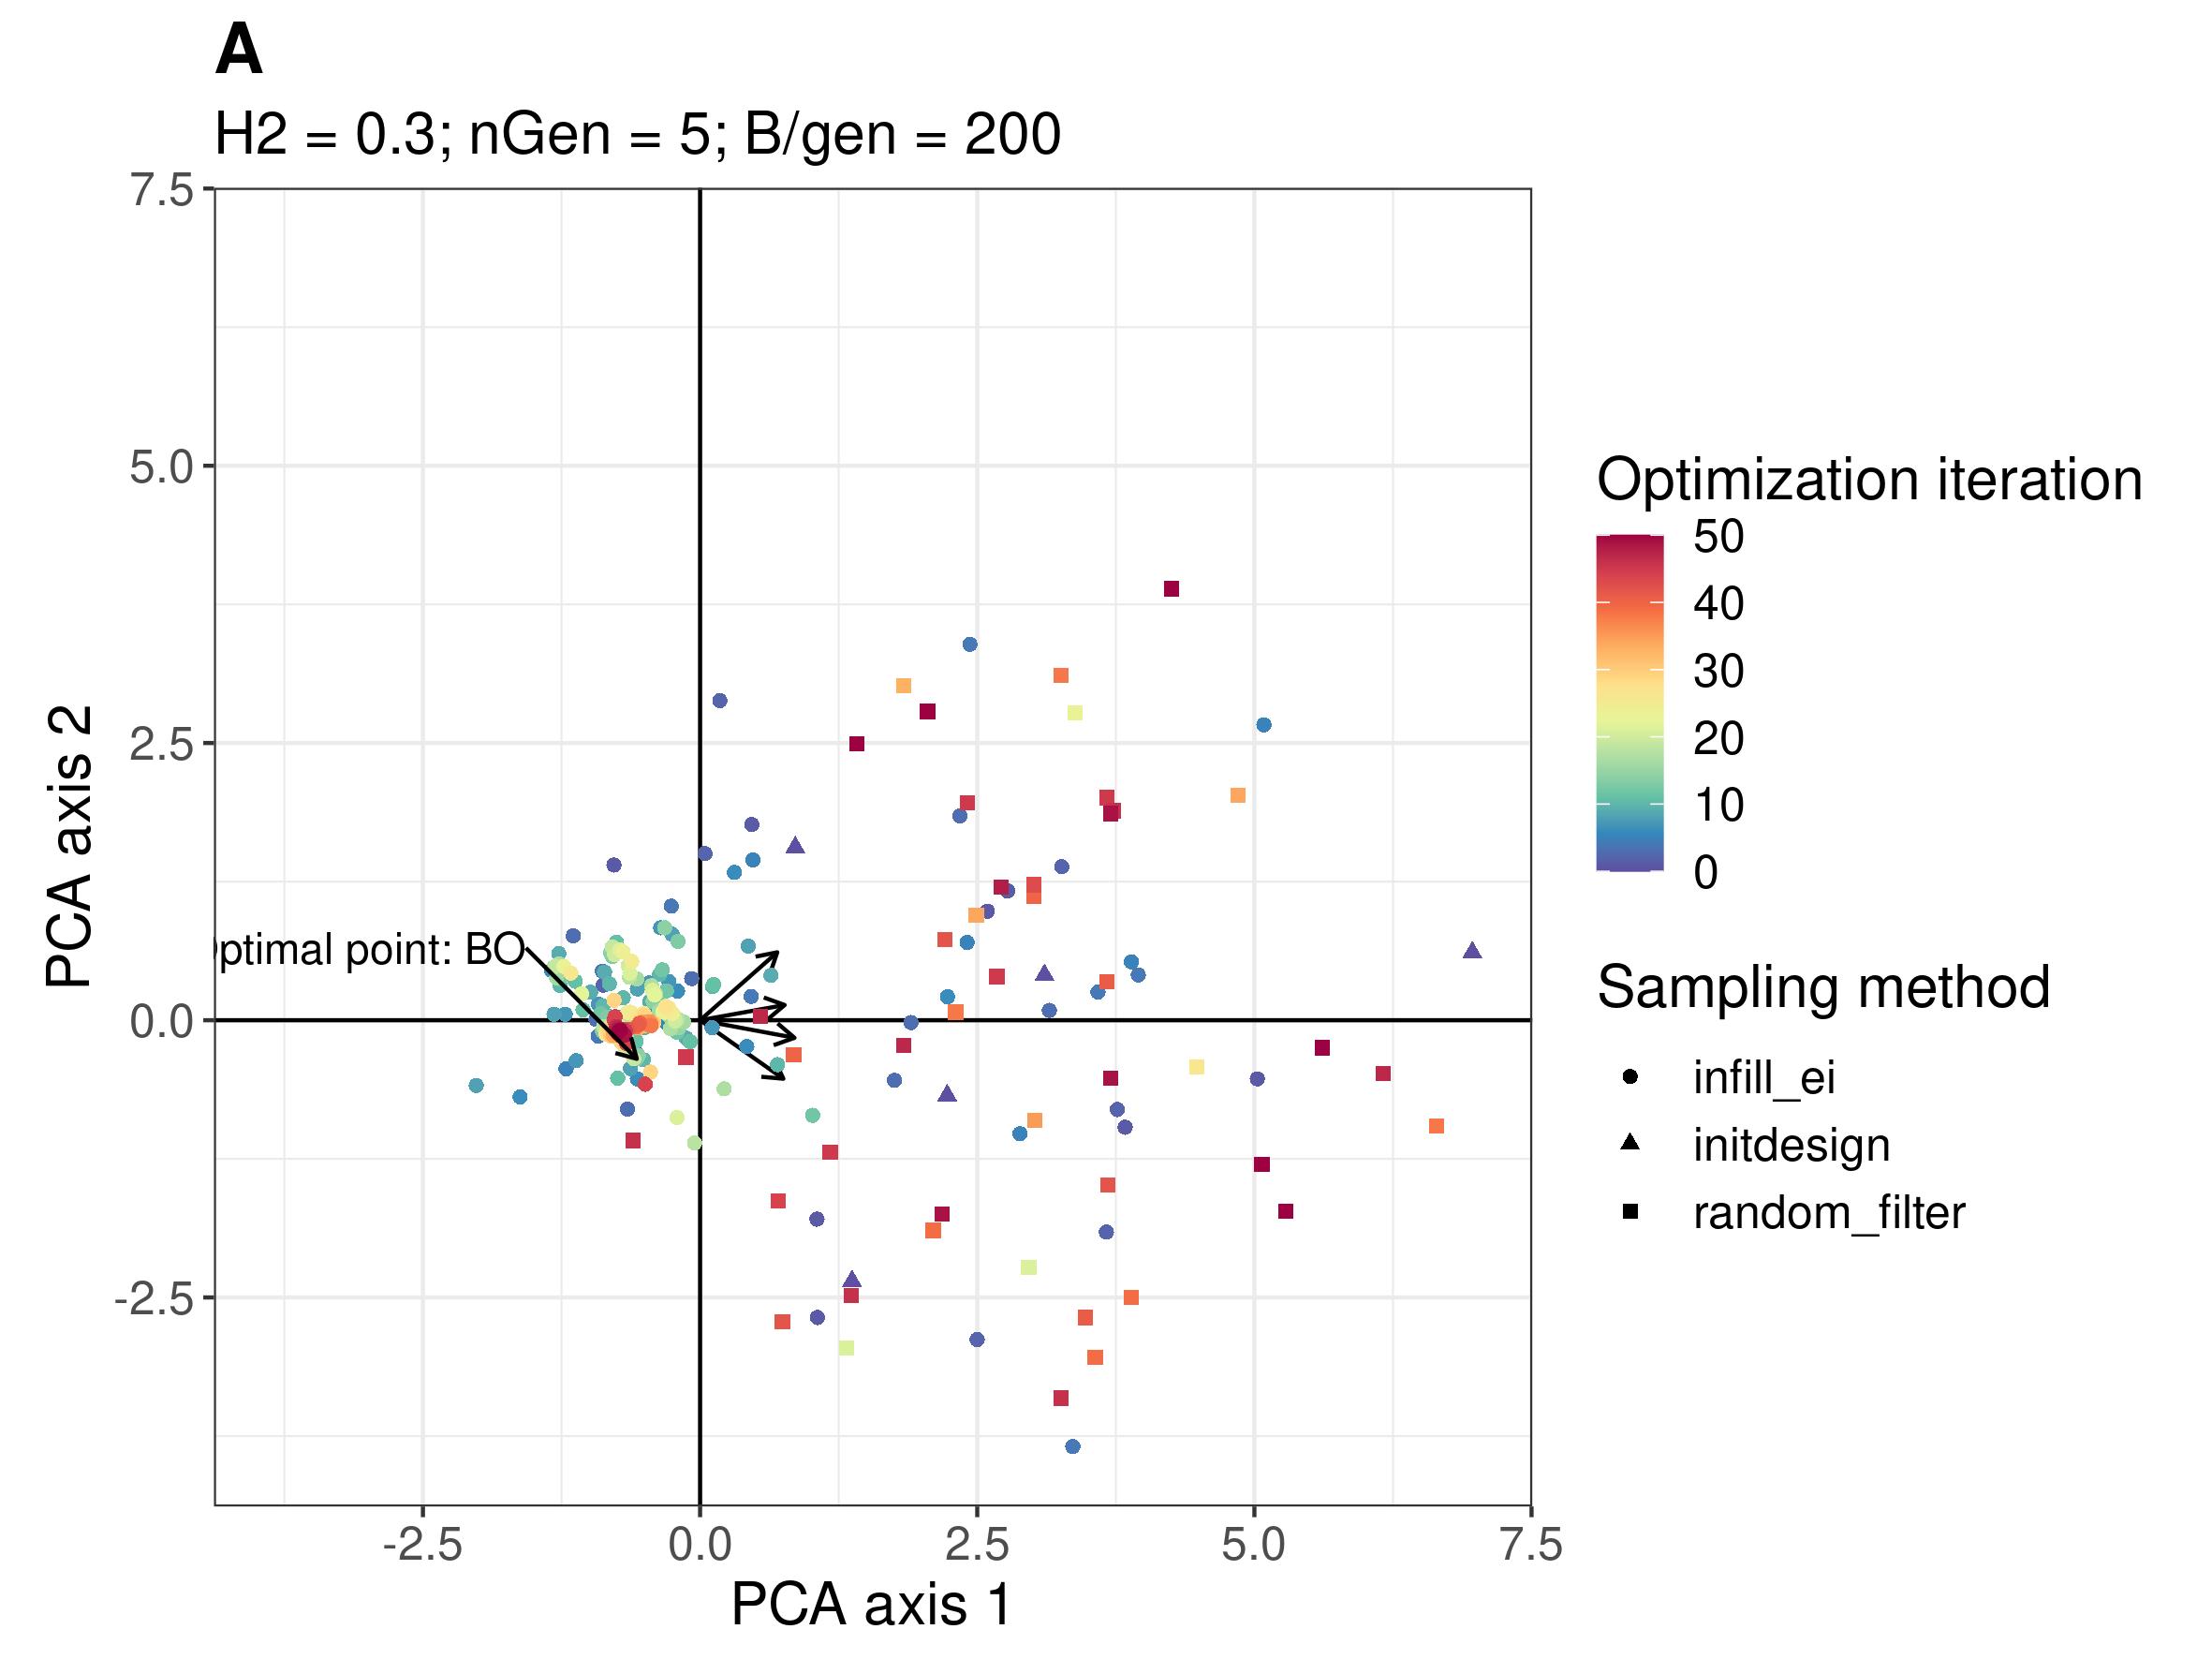 A
H2 = 0.3; nGen = 5; B/gen = 200
7.5
5.0
2.5
0.0
-2.5
PCA axis 2
ptimal point: BO
-2.5
0.0
2.5
5.0
7.5
PCA axis 1
Optimization iteration
50
40
30
20
10
0
Sampling method
infill_ei
initdesign
random_filter